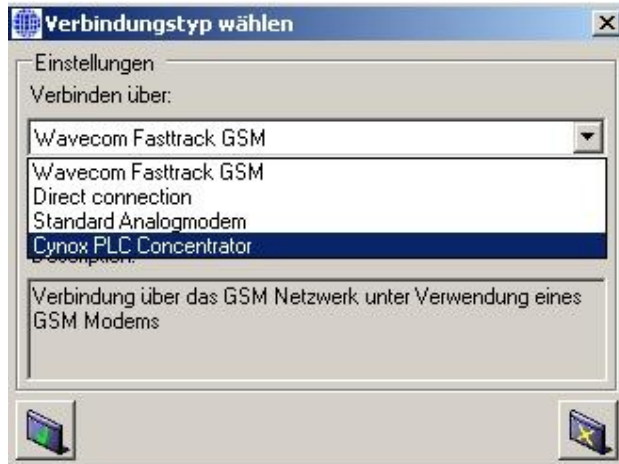 Verbindungstyp wählen
Einstellungen
Verbinden über:
Wavecom Fasttrack GSM
Wavecom Fasttrack GSM
Direct connection
Standard Analogmodem
Cynox PLC Concentrator
Description:
Verbindung über das GSM Netzwerk unter Verwendung eines
GSM Modems